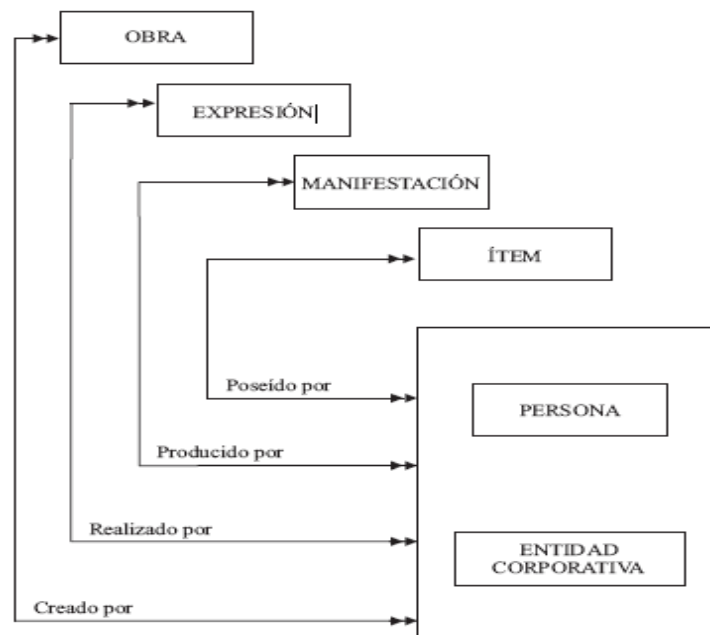 OBRA
EXPRESIÓN
MANIFESTACIÓN
ÍTEM
Poseído por
PERSONA
Producido por
Realizado por
ENTIDAD
CORPORATIVA
Creado por